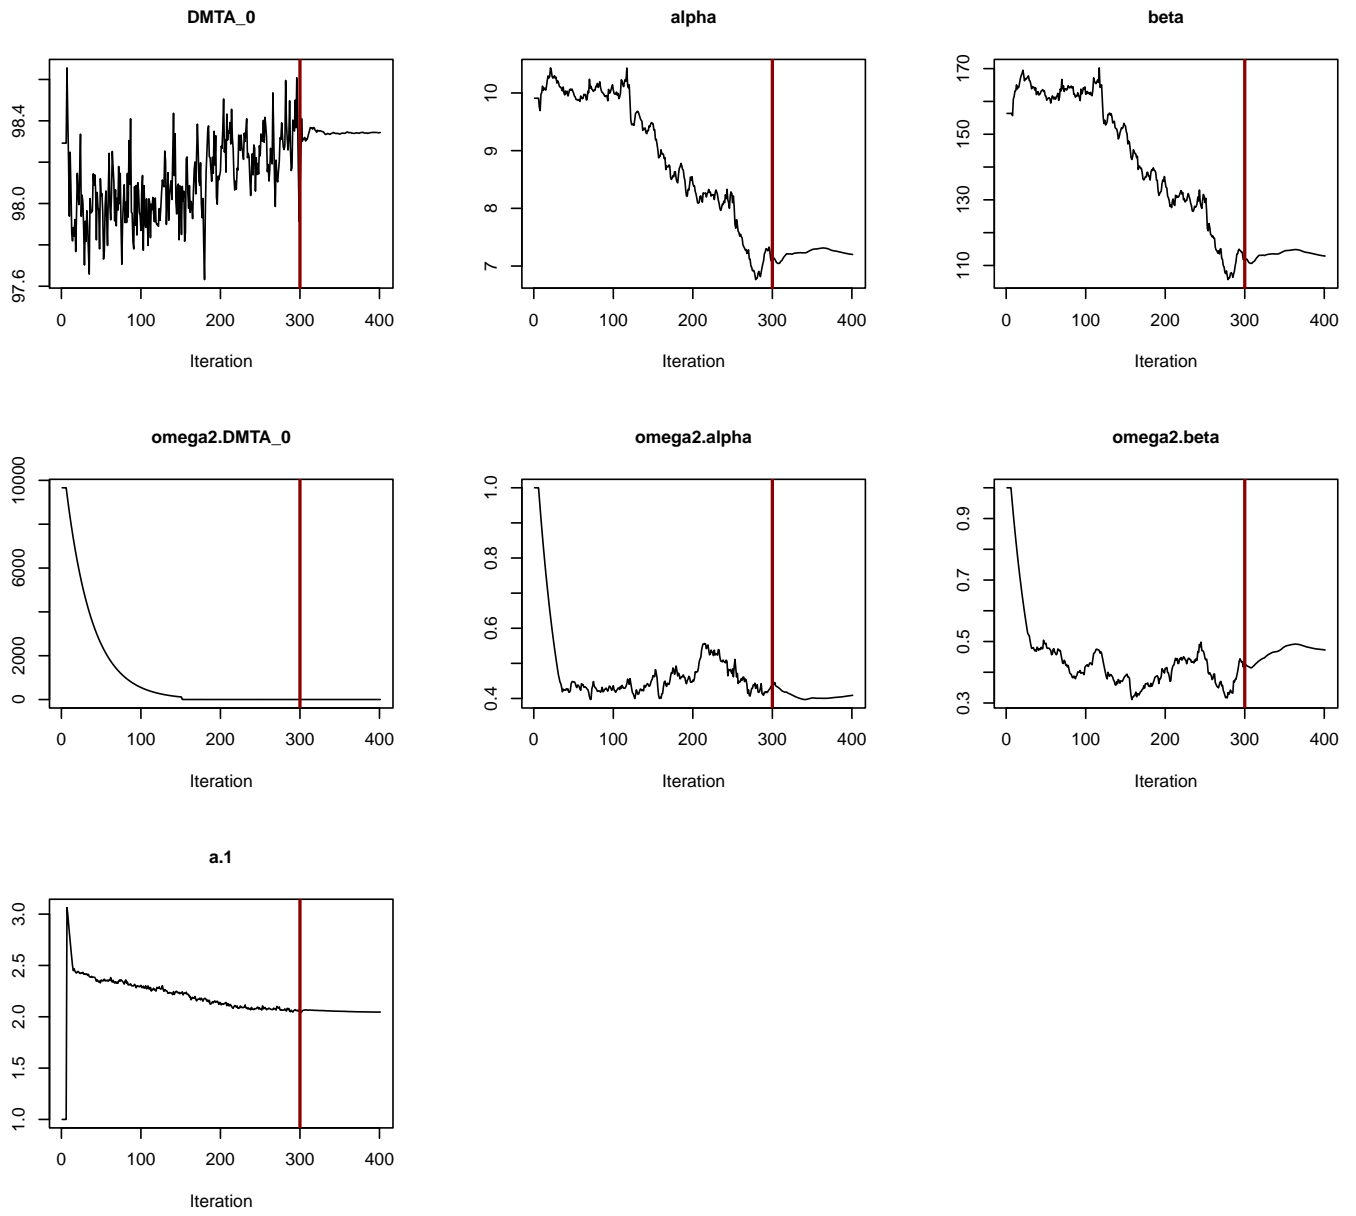 DMTA_0
alpha
beta
97.6 98.0 98.4
7 8 9 10
110 130 150 170
0 100 200 300 400
0 100 200 300 400
0 100 200 300 400
Iteration
Iteration
Iteration
omega2.DMTA_0
omega2.alpha
omega2.beta
0 2000 6000 10000
0.4 0.6 0.8 1.0
0.3 0.5 0.7 0.9
0 100 200 300 400
0 100 200 300 400
0 100 200 300 400
Iteration
Iteration
Iteration
a.1
1.0 1.5 2.0 2.5 3.0
0 100 200 300 400
Iteration